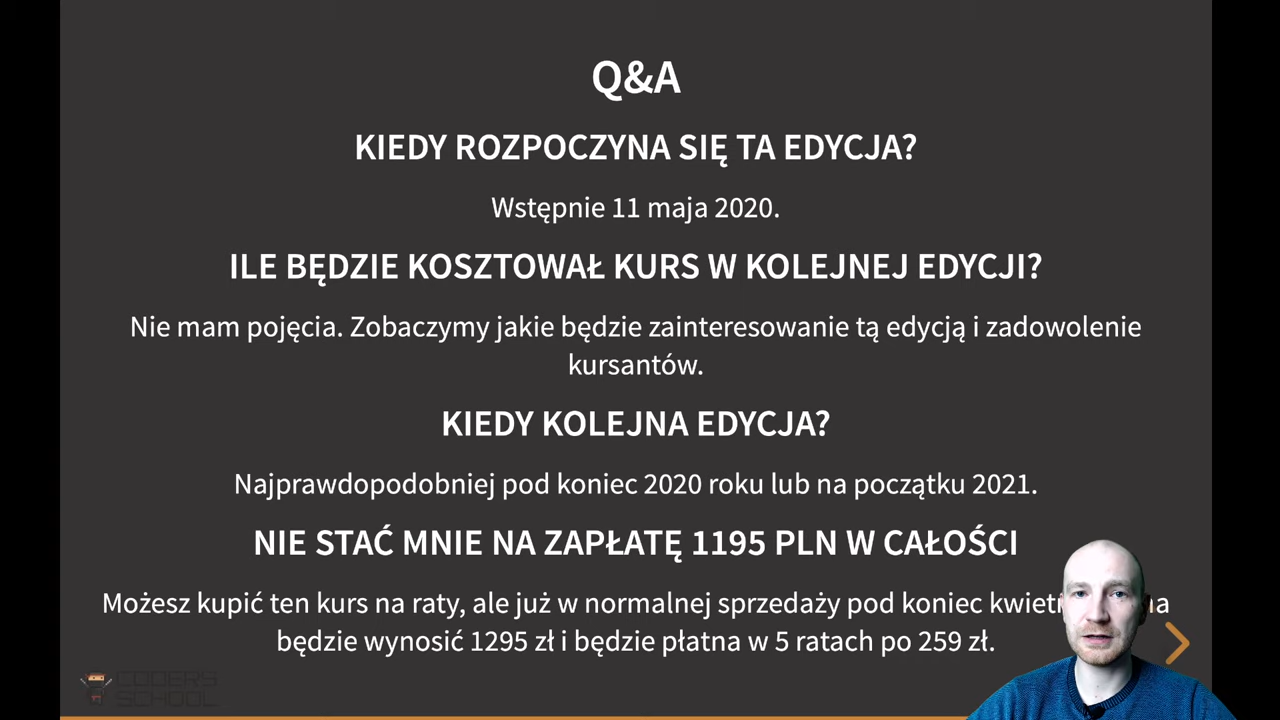 Q&A
KIEDY ROZPOCZYNA SIĘ TA EDYCJA?
Wstępnie 11 maja 2020.
ILE BĘDZIE KOSZTOWAŁ KURS W KOLEJNEJ EDYCJI?
Nie mam pojęcia. Zobaczymy jakie będzie zainteresowanie tą edycją i zadowolenie
kursantów.
KIEDY KOLEJNA EDYCJA?
Najprawdopodobniej pod koniec 2020 roku lub na początku 2021.
NIE STAĆ MNIE NA ZAPŁATĘ 1195 PLN W CAŁOŚCI
Możesz kupić ten kurs na raty, ale już w normalnej sprzedaży pod koniec
będzie wynosić 1295 zł i będzie płatna w 5 ratach po 259 zł.
CODERS
SCHOOL